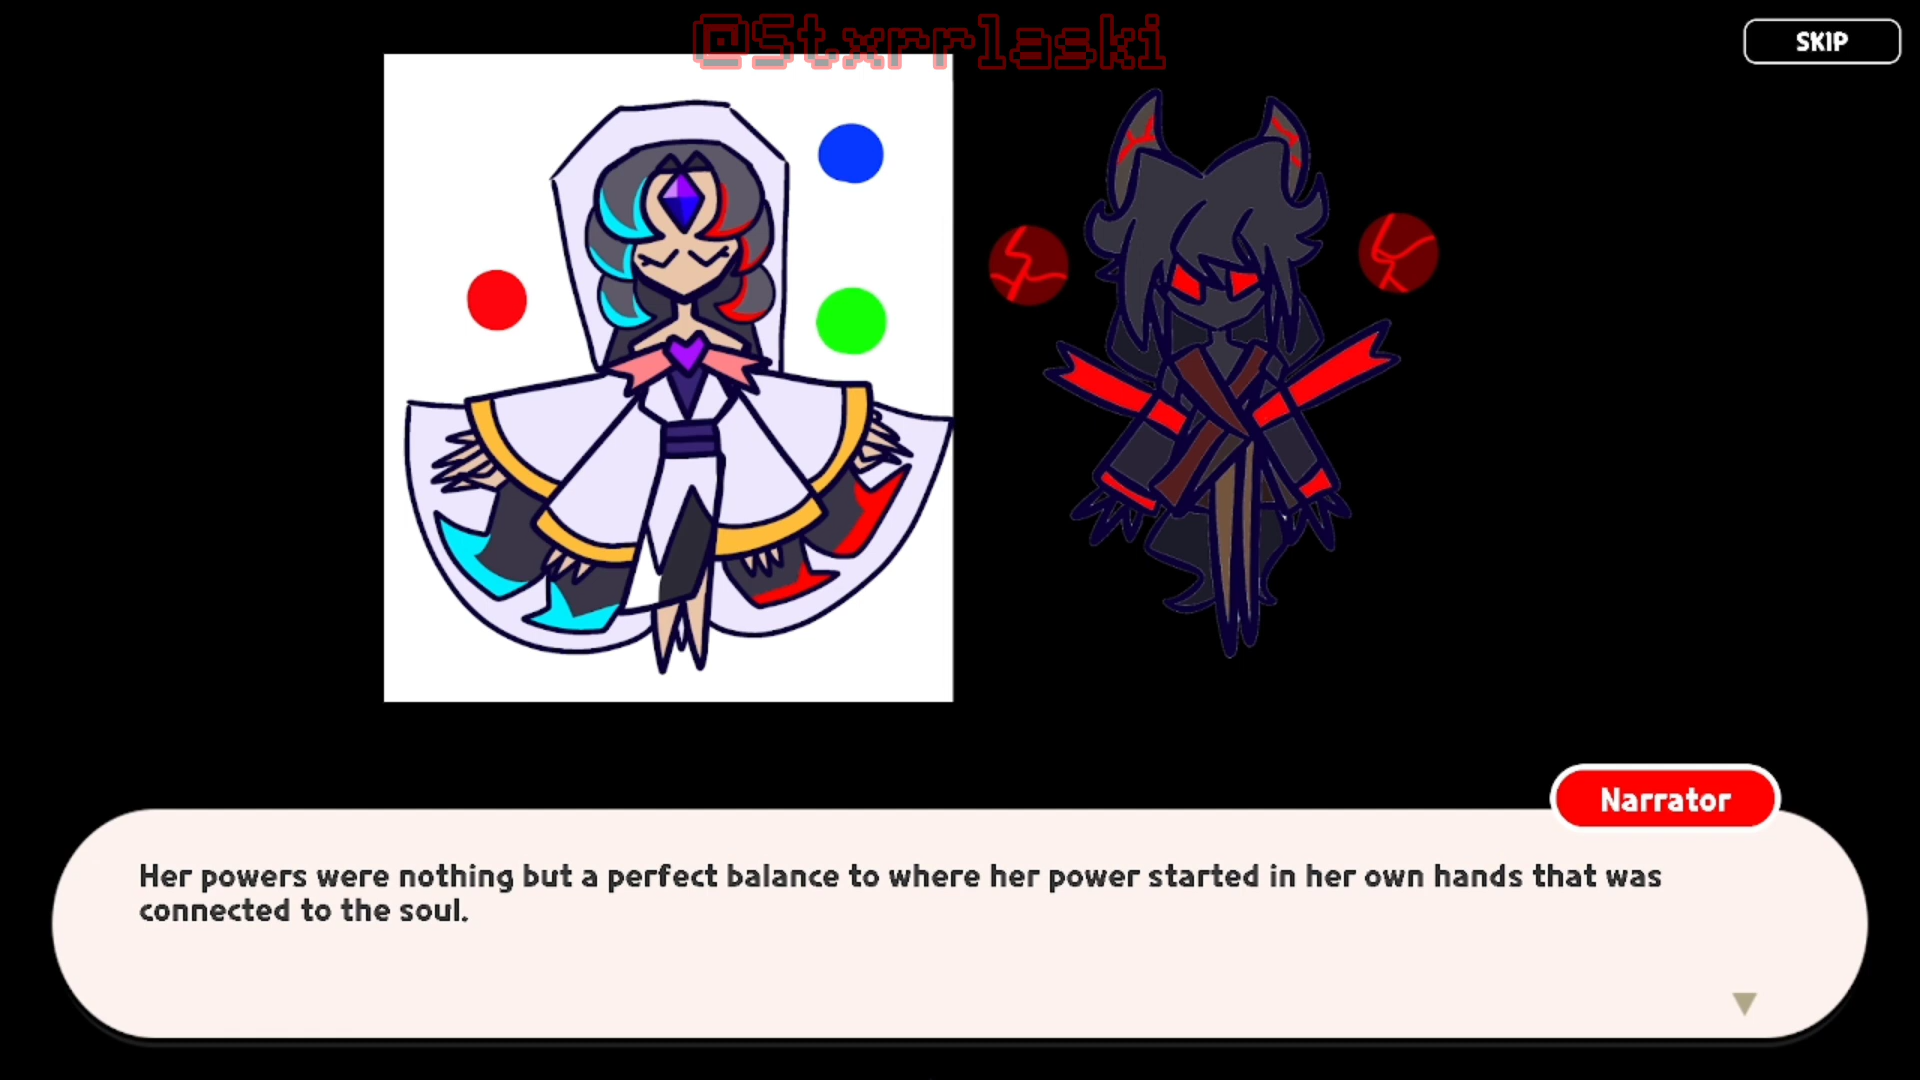 @Stxrrlaski
SKIP
Narrator
Her powers were nothing but a perfect balance to where her power started in her own hands that was
connected to the soul.